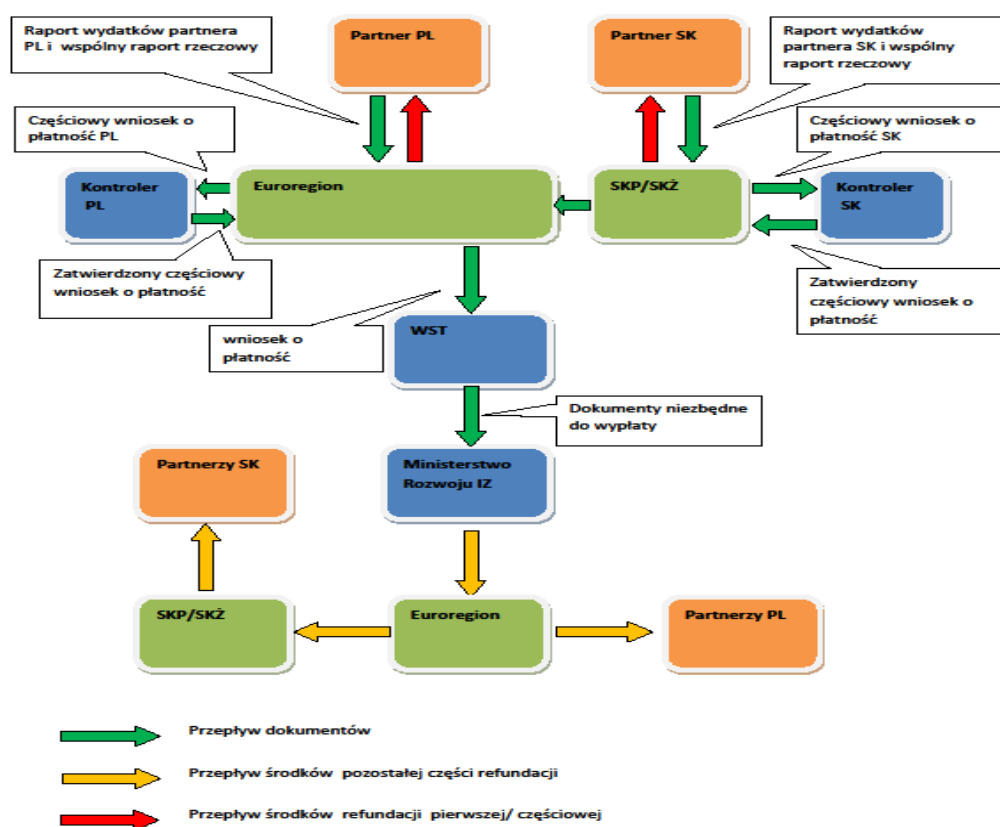 Raport wydatków partnera
PL i wspólny raport rzeczowy
Partner PL
Partner SK
Raport wydatków
partnera SK i wspólny
raport rzeczowy
Częściowy wniosek o
płatność PL
Częściowy wniosek o
płatność SK
Kontroler
PL
Euroregion
SKP/SKŻ
Kontroler
SK
Zatwierdzony częściowy
wniosek o płatność
Zatwierdzony
częściowy wniosek o
płatność
wniosek o
płatność
WST
Dokumenty niezbędne
do wypłaty
Partnerzy SK
Ministerstwo
Rozwoju IZ
SKP/SKŻ
Euroregion
Partnerzy PL
Przepływ dokumentów
Przepływ środków pozostałej części refundacji
Przepływ środków refundacji pierwszej/ częściowej